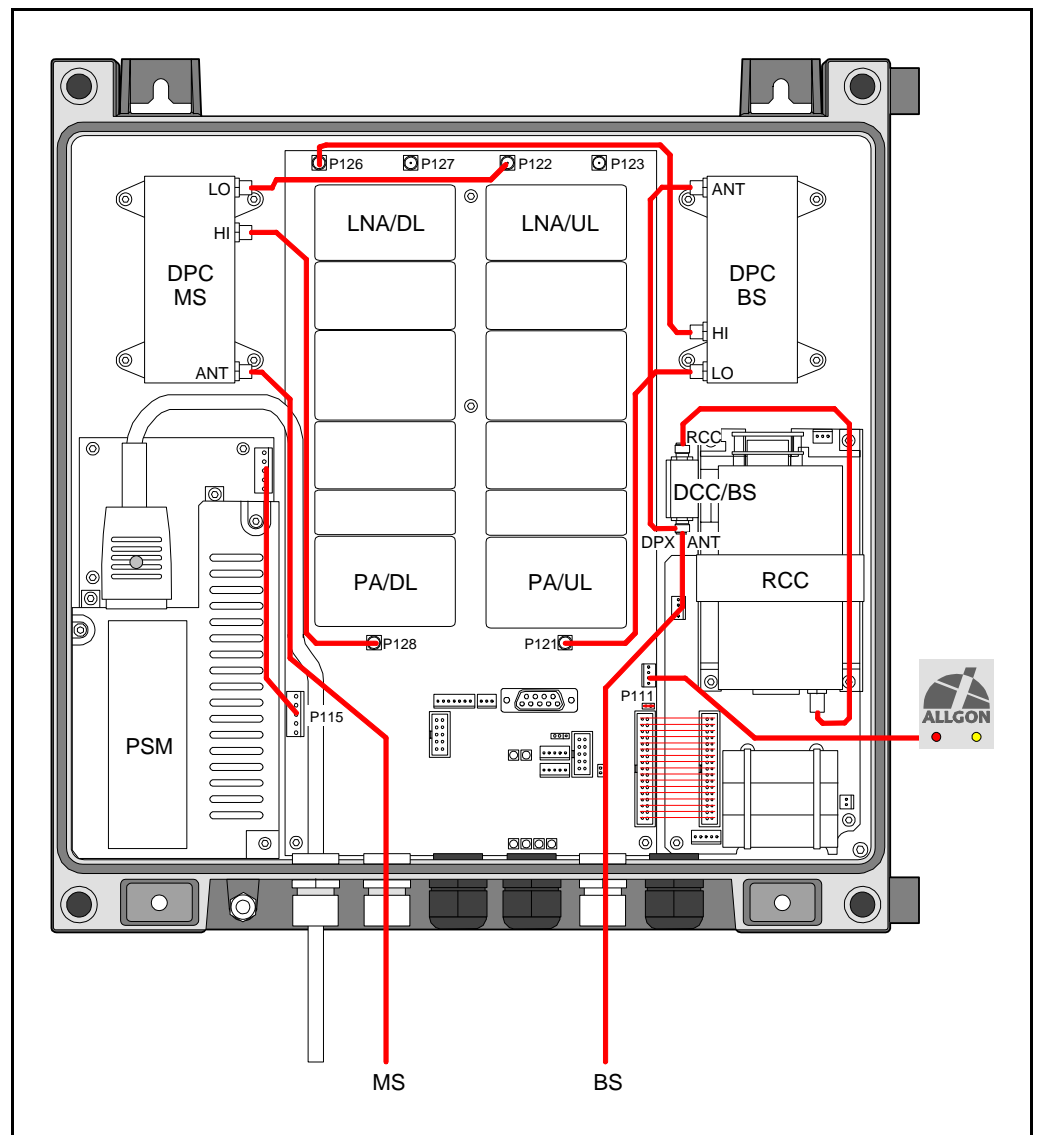 P126
P127
P122
P123
LO
HI
DPC
MS
ANT
LNA/DL
LNA/UL
ANT
DPC
BS
HI
LO
RCC
DCC/BS
DPX
ANT
RCC
PA/DL
PA/UL
P128
P121
P111
P115
PSM
ALLGON
MS
BS